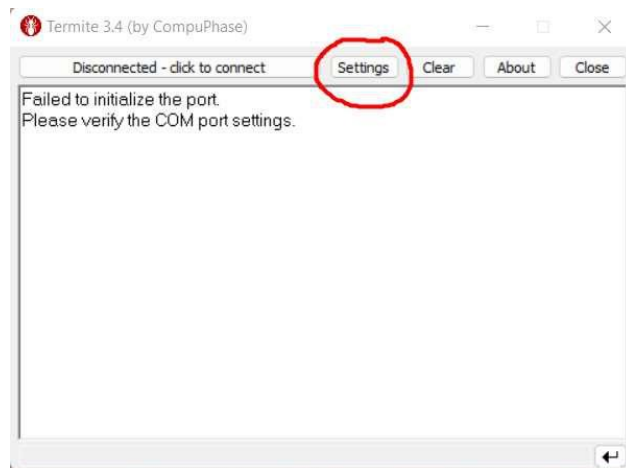 Termite 3.4 (by CompuPhase)
Disconnected - click to connect Settings Clear About Close
Failed to initialize the port.
Please verify the COM port settings.